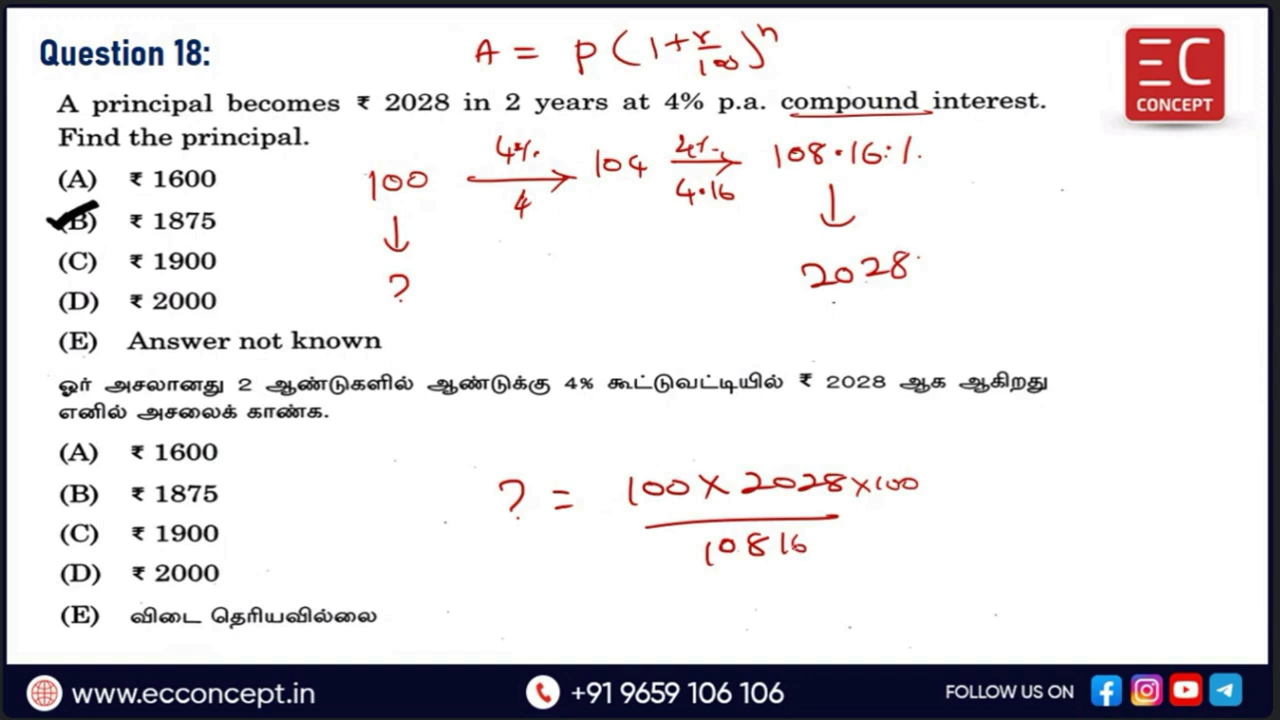 Question 18:
A = P(1+r/100)^n
EC
CONCEPT
A principal becomes ₹ 2028 in 2 years at 4% p.a. compound interest.
Find the principal.
(A) ₹ 1600
(B) ₹ 1875
(C) ₹ 1900
(D) ₹ 2000
(E) Answer not known
100 4% 4 104 4% 4.16 108.16%
? 2028
ஓர் அசலானது 2 ஆண்டுகளில் ஆண்டுக்கு 4% கூட்டுவட்டியில் ₹ 2028 ஆக ஆகிறது
எனில் அசலைக் காண்க.
(A) ₹ 1600
(B) ₹ 1875
(C) ₹ 1900
(D) ₹ 2000
(E) விடை தெரியவில்லை
? = 100 × 2028 × 100
10816
www.ecconcept.in +91 9659 106 106 FOLLOW US ON